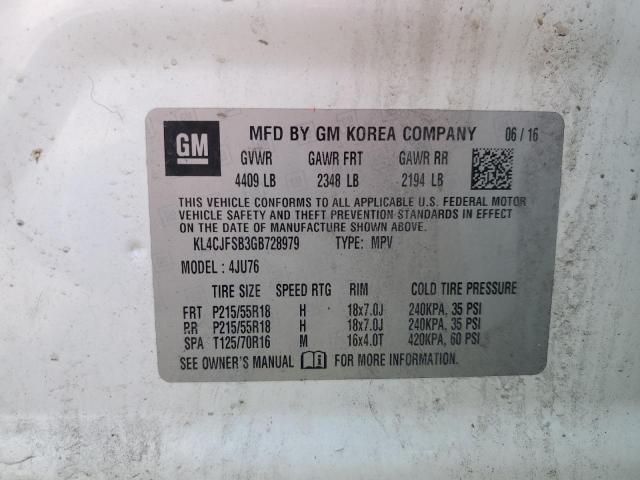 GM MFD BY GM KOREA COMPANY 06 / 16
GVWR GAWR FRT GAWR RR
4409 LB 2348 LB 2194 LB
THIS VEHICLE CONFORMS TO ALL APPLICABLE U.S. FEDERAL MOTOR
VEHICLE SAFETY AND THEFT PREVENTION STANDARDS IN EFFECT
ON THE DATE OF MANUFACTURE SHOWN ABOVE.
KL4CJFSB3GB728979 TYPE: MPV
MODEL: 4JU76
TIRE SIZE SPEED RTG RIM COLD TIRE PRESSURE
FRT P215/55R18 H 18x7.0J 240KPA, 35 PSI
RR P215/55R18 H 18x7.0J 240KPA, 35 PSI
SPA T125/70R16 M 16x4.0T 420KPA, 60 PSI
SEE OWNER'S MANUAL FOR MORE INFORMATION.